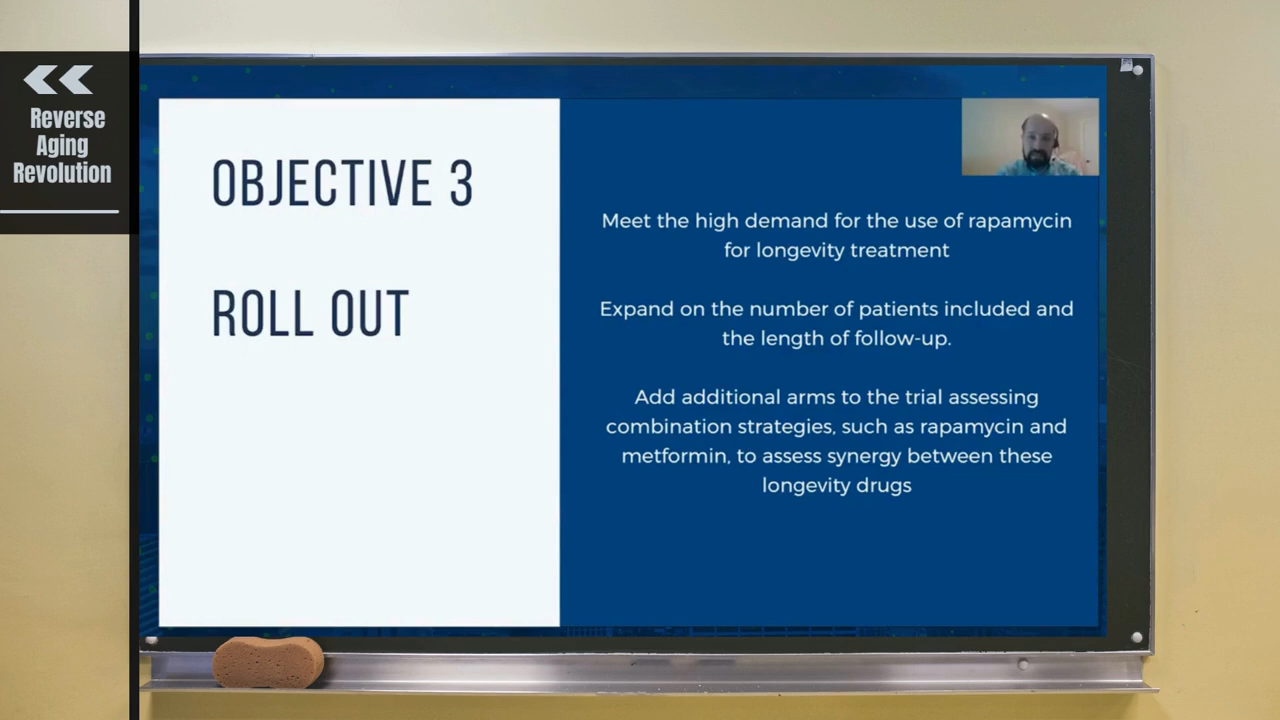 Reverse
Aging
Revolution
OBJECTIVE 3
ROLL OUT
Meet the high demand for the use of rapamycin
for longevity treatment
Expand on the number of patients included and
the length of follow-up.
Add additional arms to the trial assessing
combination strategies, such as rapamycin and
metformin, to assess synergy between these
longevity drugs